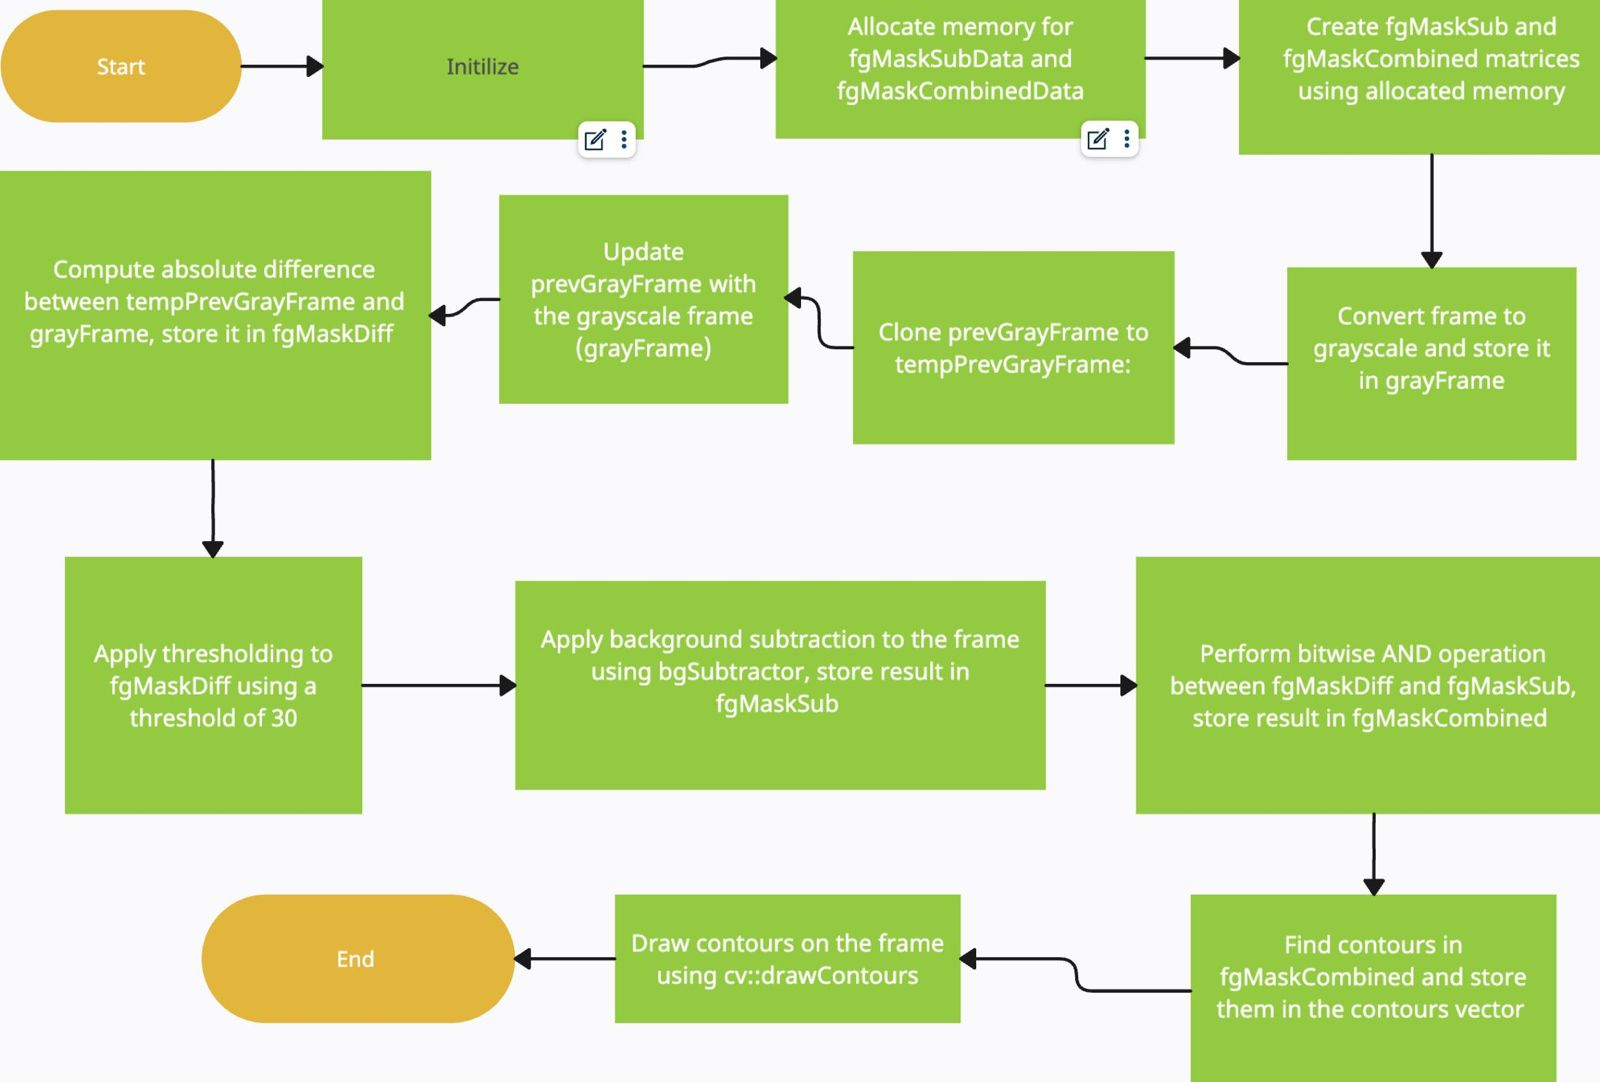 Start
Initilize
Allocate memory for
fgMaskSubData and
fgMaskCombinedData
Create fgMaskSub and
fgMaskCombined matrices
using allocated memory
Convert frame to
grayscale and store it
in grayFrame
Clone prevGrayFrame to
tempPrevGrayFrame:
Update
prevGrayFrame with
the grayscale frame
(grayFrame)
Compute absolute difference
between tempPrevGrayFrame and
grayFrame, store it in fgMaskDiff
Apply thresholding to
fgMaskDiff using a
threshold of 30
Apply background subtraction to the frame
using bgSubtractor, store result in
fgMaskSub
Perform bitwise AND operation
between fgMaskDiff and fgMaskSub,
store result in fgMaskCombined
Find contours in
fgMaskCombined and store
them in the contours vector
Draw contours on the frame
using cv::drawContours
End